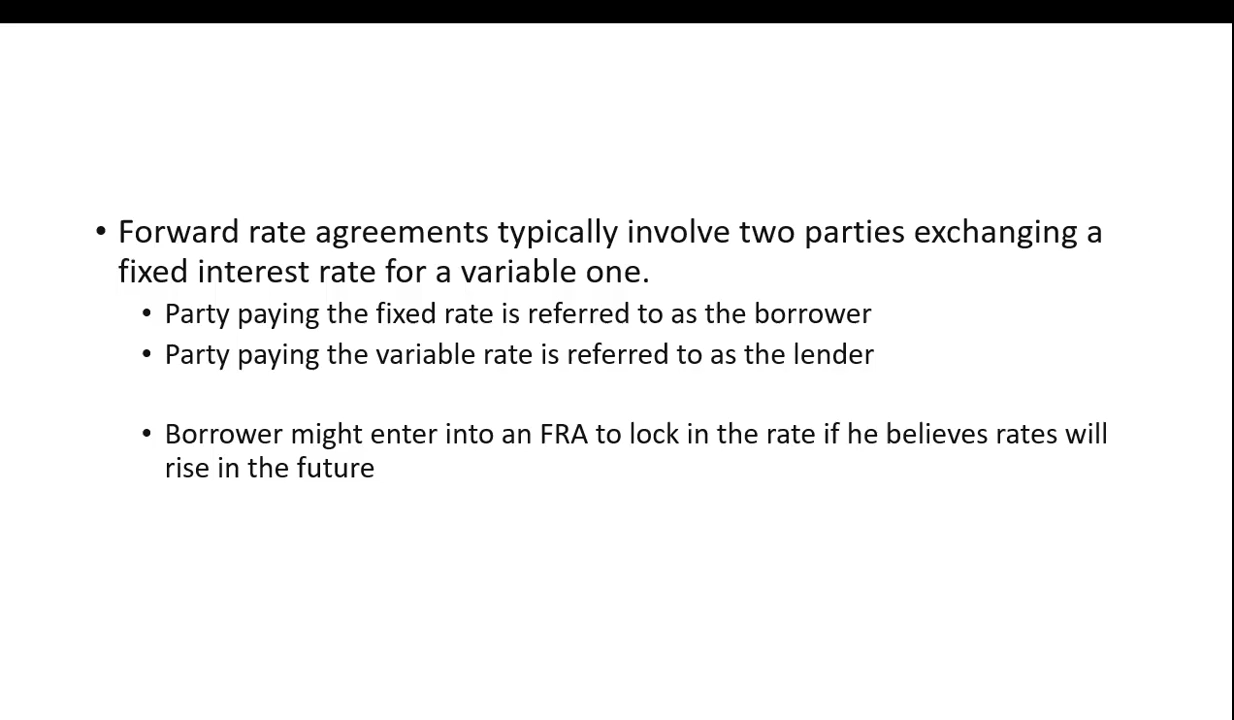 • Forward rate agreements typically involve two parties exchanging a
fixed interest rate for a variable one.
• Party paying the fixed rate is referred to as the borrower
• Party paying the variable rate is referred to as the lender
• Borrower might enter into an FRA to lock in the rate if he believes rates will
rise in the future